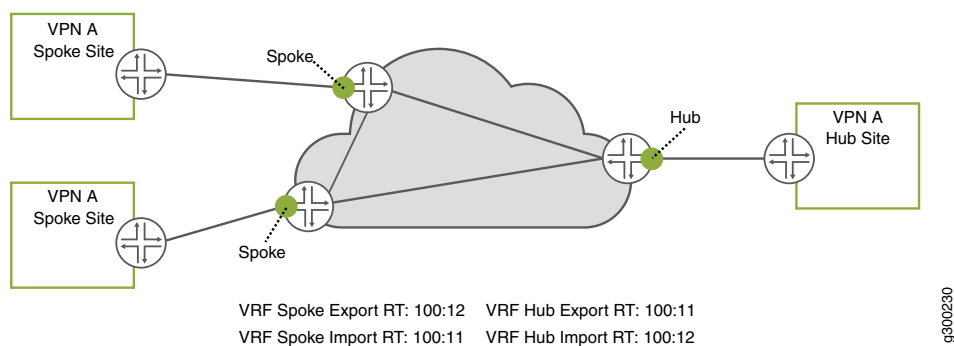 VPN A
Spoke Site
Spoke
Hub
VPN A
Hub Site
VPN A
Spoke Site
Spoke
VRF Spoke Export RT: 100:12 VRF Hub Export RT: 100:11
VRF Spoke Import RT: 100:11 VRF Hub Import RT: 100:12
g300230